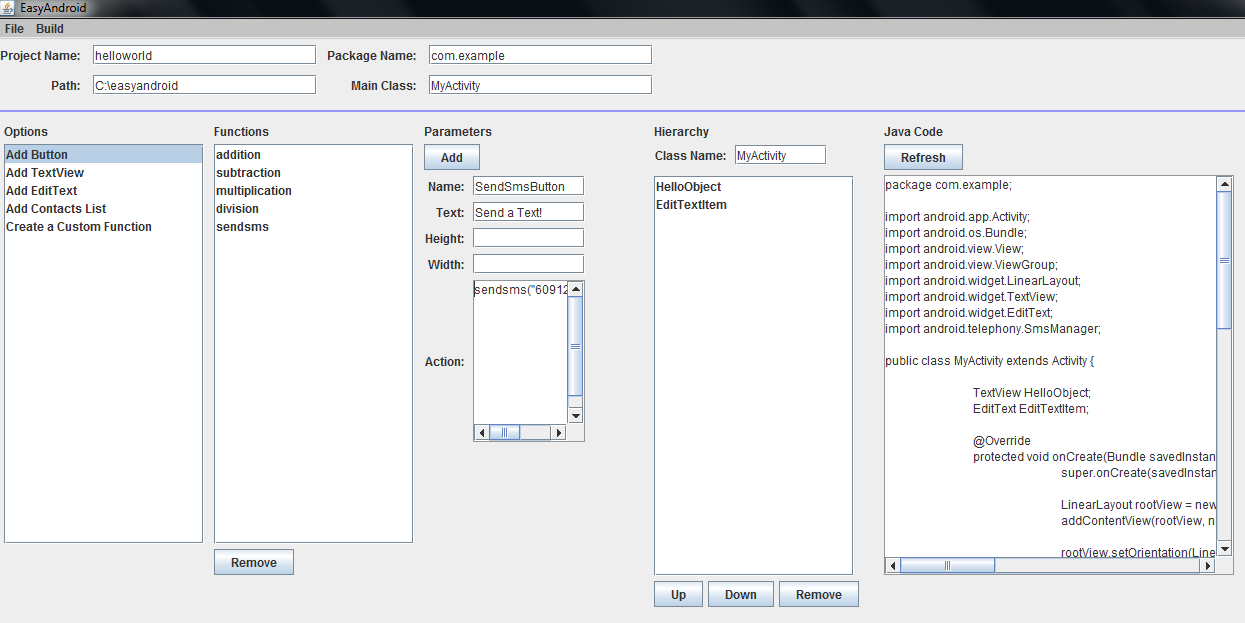 EasyAndroid
File Build
Project Name: helloworld Package Name: com.example
Path: C:\easyandroid Main Class: MyActivity
Options
Add Button
Add TextView
Add EditText
Add Contacts List
Create a Custom Function
Functions
addition
subtraction
multiplication
division
sendsms
Remove
Parameters
Add
Name: SendSmsButton
Text: Send a Text!
Height:
Width:
Action: sendsms("60912
Hierarchy
Class Name: MyActivity
HelloObject
EditTextItem
Up Down Remove
Java Code
Refresh
package com.example;
import android.app.Activity;
import android.os.Bundle;
import android.view.View;
import android.view.ViewGroup;
import android.widget.LinearLayout;
import android.widget.TextView;
import android.widget.EditText;
import android.telephony.SmsManager;
public class MyActivity extends Activity {
TextView HelloObject;
EditText EditTextItem;
@Override
protected void onCreate(Bundle savedInstan
super.onCreate(savedInstan
LinearLayout rootView = new
addContentView(rootView, n
rootView.setOrientation(Line